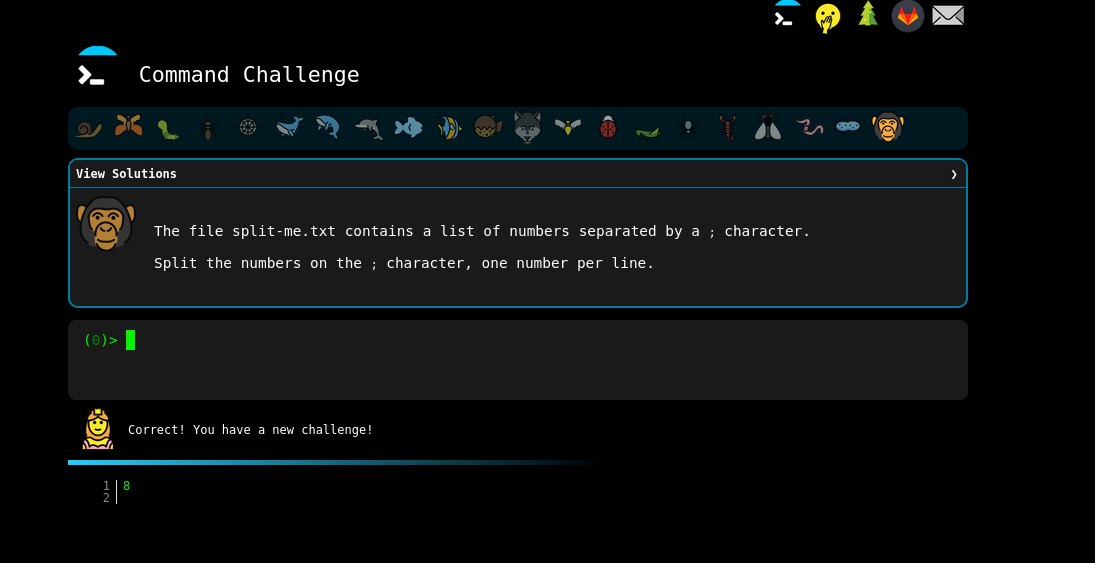 Command Challenge
View Solutions ❯
The file split-me.txt contains a list of numbers separated by a ; character.
Split the numbers on the ; character, one number per line.
(0)>
Correct! You have a new challenge!
1 8
2